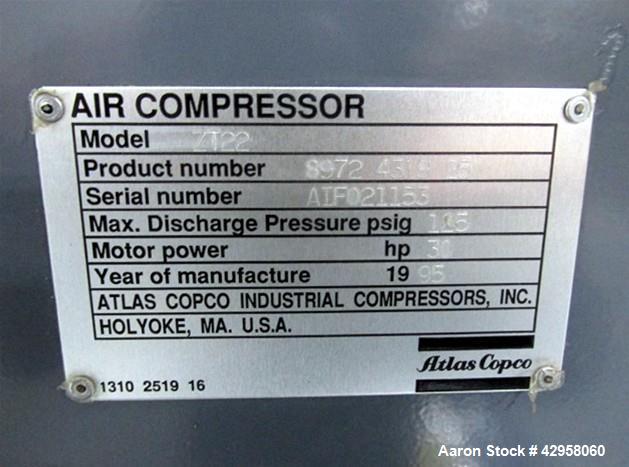 AIR COMPRESSOR
Model ZT22
Product number 8972
Serial number AIF021153
Max. Discharge Pressure psig 125
Motor power hp 30
Year of manufacture 19 95
ATLAS COPCO INDUSTRIAL COMPRESSORS, INC.
HOLYOKE, MA. U.S.A.
Atlas Copco
1310 2519 16
Aaron Stock # 42958060